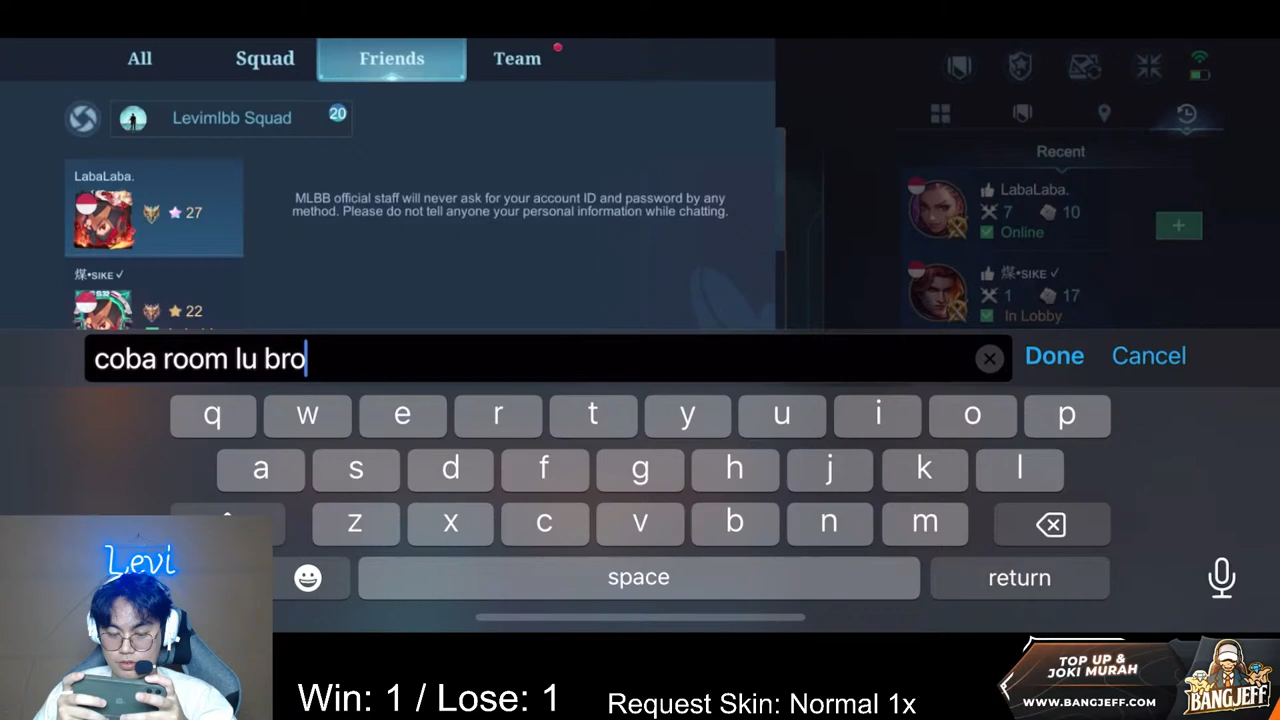 All
Squad
Friends
Team
Levimlbb Squad
20
Recent
LabaLaba.
27
MLBB official staff will never ask for your account ID and password by any
method. Please do not tell anyone your personal information while chatting.
LabaLaba.
7 10
Online
煤•SIKE ✓
22
煤•SIKE ✓
1 17
In Lobby
coba room lu bro
Done
Cancel
q w e r t y u i o p
a s d f g h j k l
z x c v b n m
space
return
Levi
Win: 1 / Lose: 1
Request Skin: Normal 1x
TOP UP &
JOKI MURAH
WWW.BANGJEFF.COM
BANGJEFF